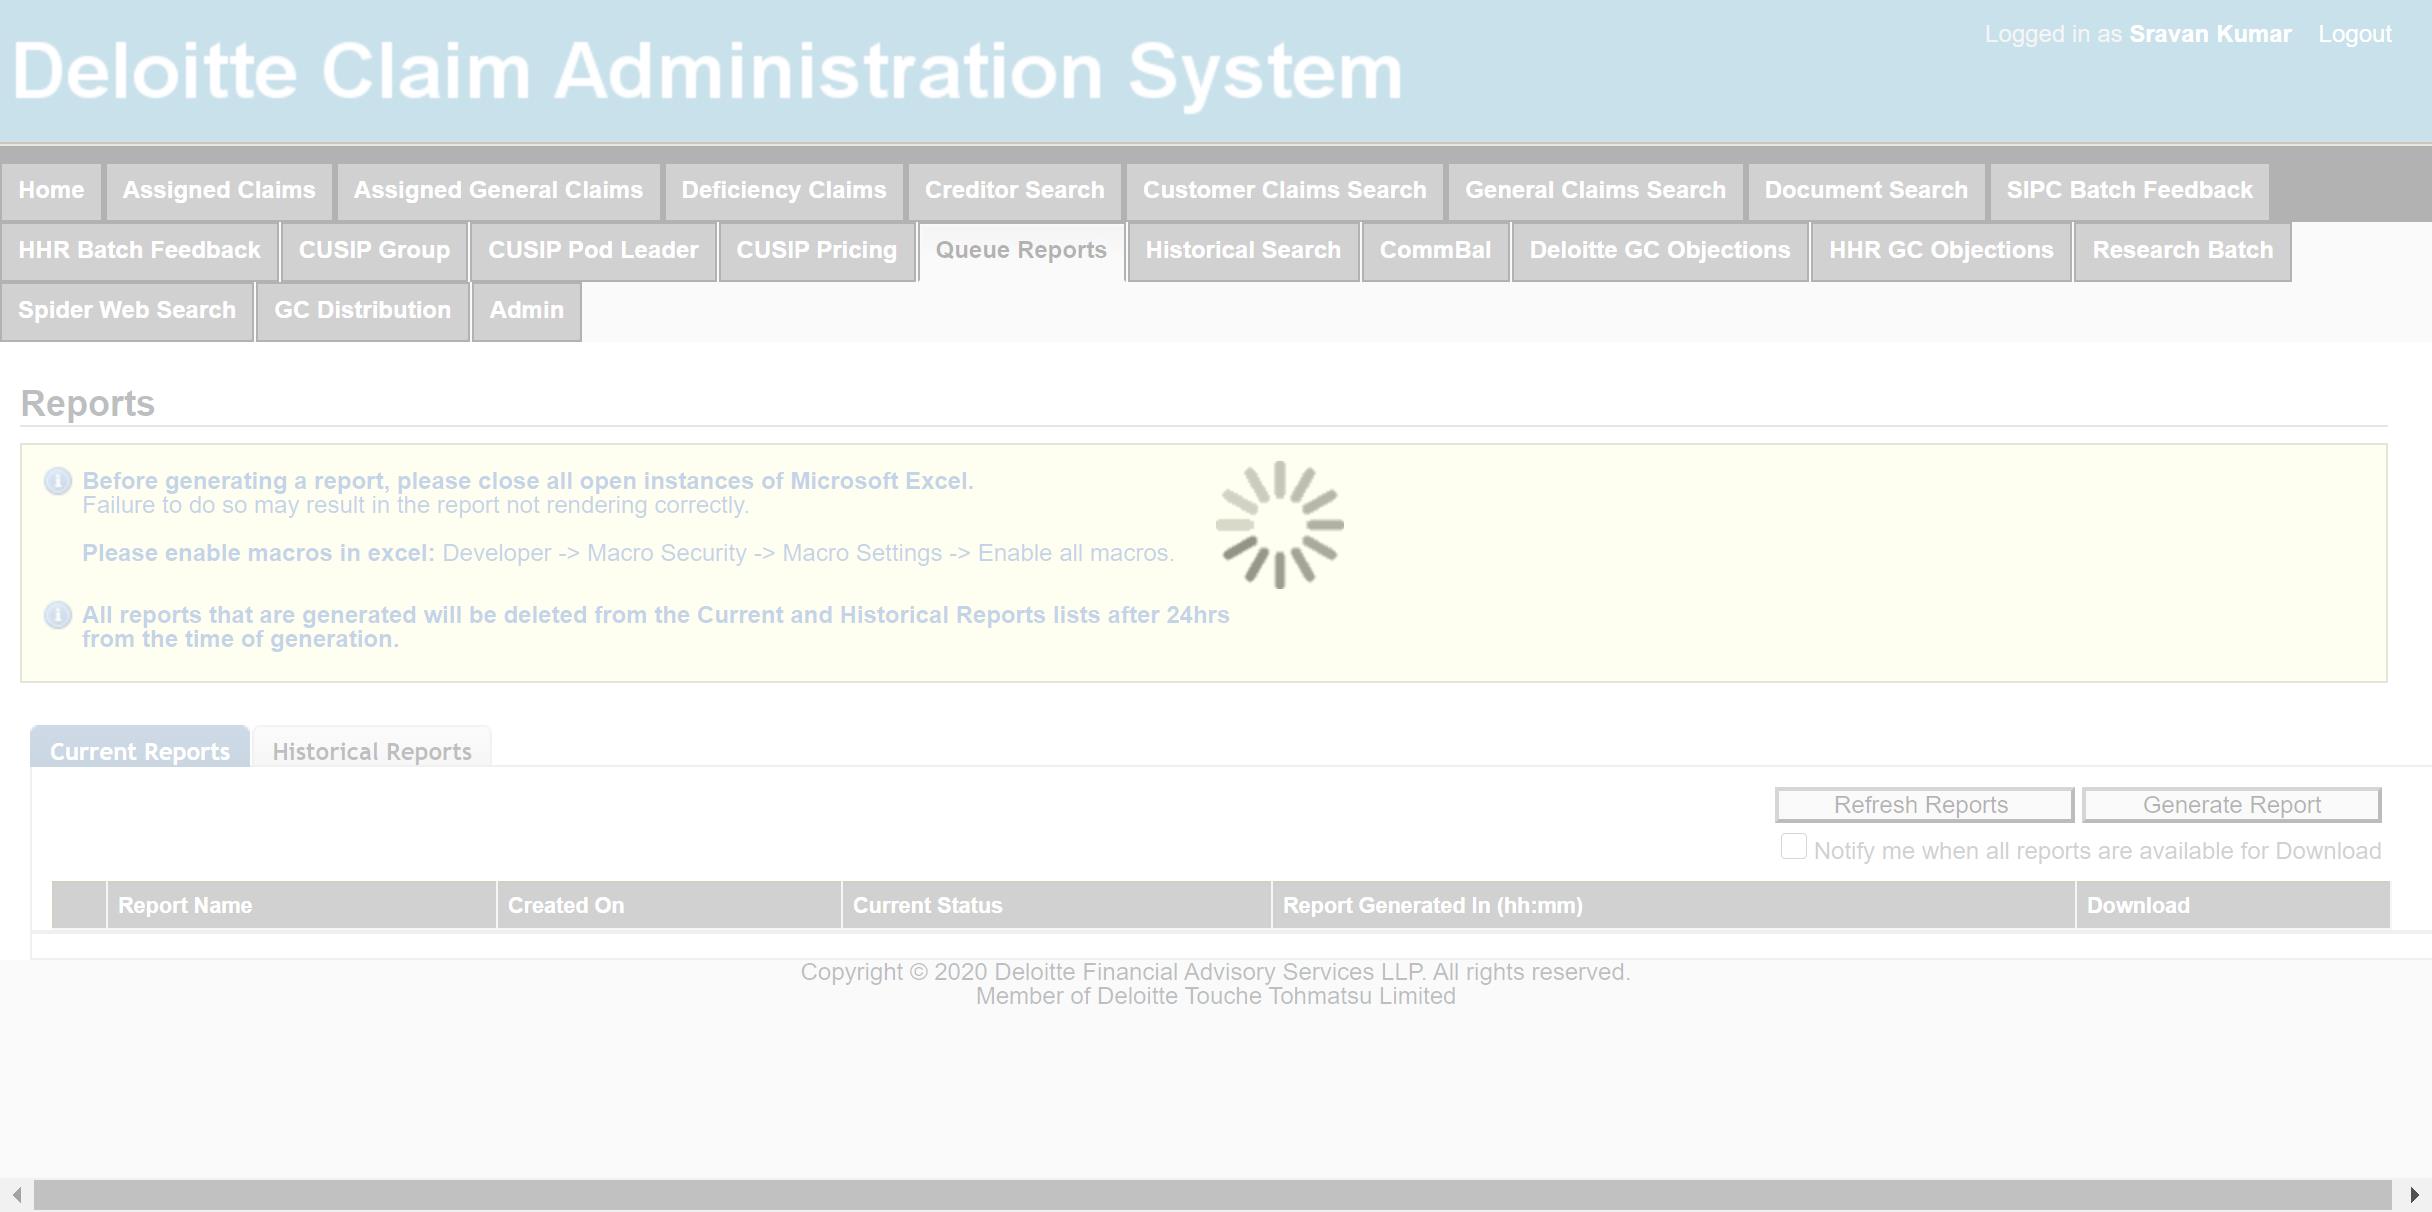 Logged in as Sravan Kumar Logout
Deloitte Claim Administration System
Home Assigned Claims Assigned General Claims Deficiency Claims Creditor Search Customer Claims Search General Claims Search Document Search SIPC Batch Feedback
HHR Batch Feedback CUSIP Group CUSIP Pod Leader CUSIP Pricing Queue Reports Historical Search CommBal Deloitte GC Objections HHR GC Objections Research Batch
Spider Web Search GC Distribution Admin
Reports
Before generating a report, please close all open instances of Microsoft Excel.
Failure to do so may result in the report not rendering correctly.
Please enable macros in excel: Developer -> Macro Security -> Macro Settings -> Enable all macros.
All reports that are generated will be deleted from the Current and Historical Reports lists after 24hrs
from the time of generation.
Current Reports Historical Reports
Refresh Reports Generate Report
Notify me when all reports are available for Download
Report Name Created On Current Status Report Generated In (hh:mm) Download
Copyright © 2020 Deloitte Financial Advisory Services LLP. All rights reserved.
Member of Deloitte Touche Tohmatsu Limited